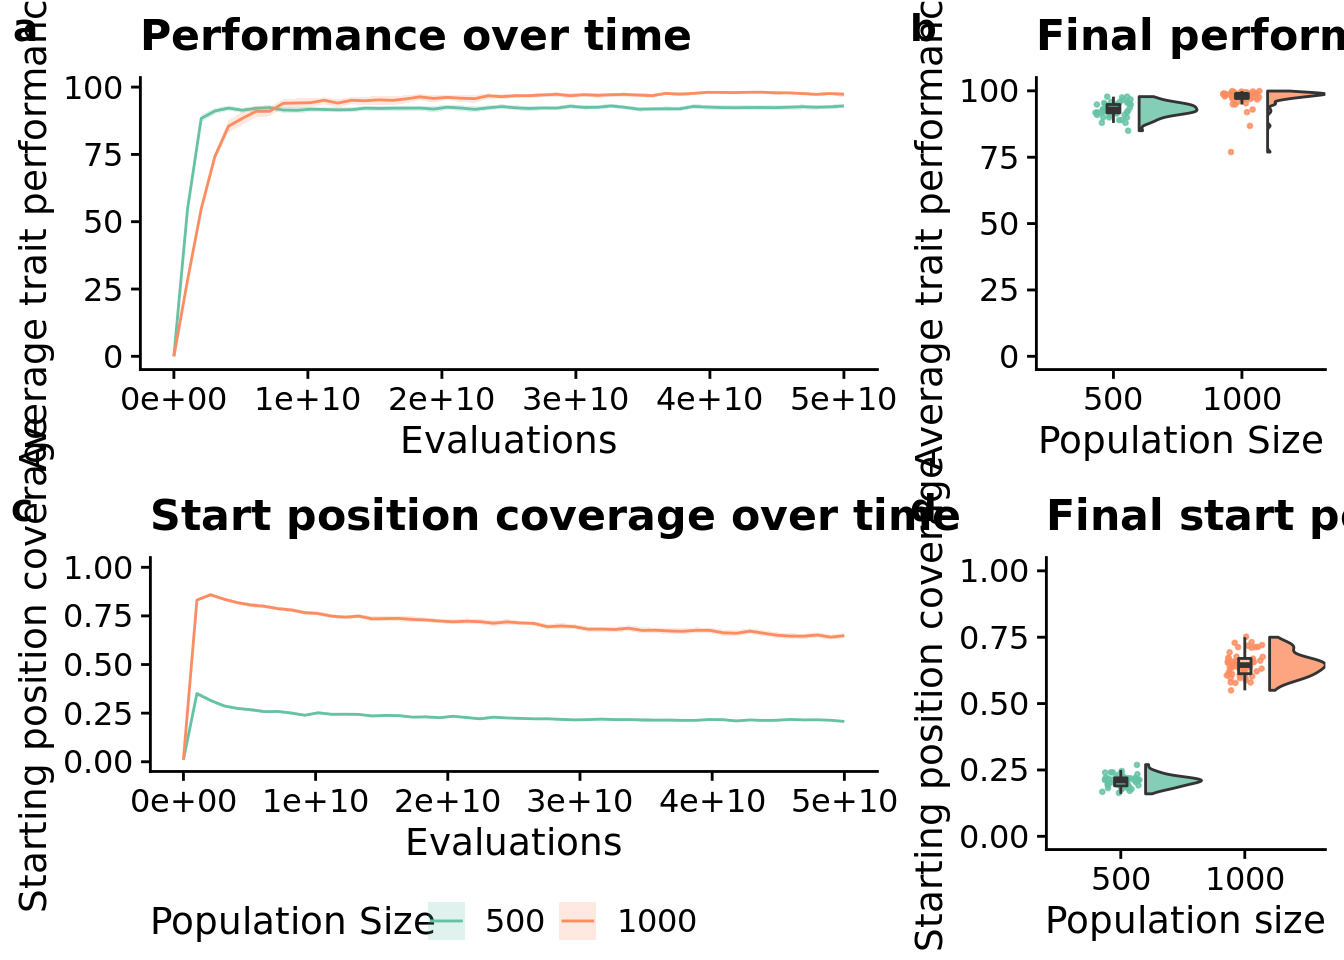 a
Performance over time
Average trait performanc
100
75
50
25
0
0e+00 1e+10 2e+10 3e+10 4e+10 5e+10
Evaluations
b
Final perform
Average trait performanc
100
75
50
25
0
500 1000
Population Size
c
Start position coverage over time
Starting position coverage
1.00
0.75
0.50
0.25
0.00
0e+00 1e+10 2e+10 3e+10 4e+10 5e+10
Evaluations
d
Final start po
Starting position coverage
1.00
0.75
0.50
0.25
0.00
500 1000
Population size
Population Size 500 1000